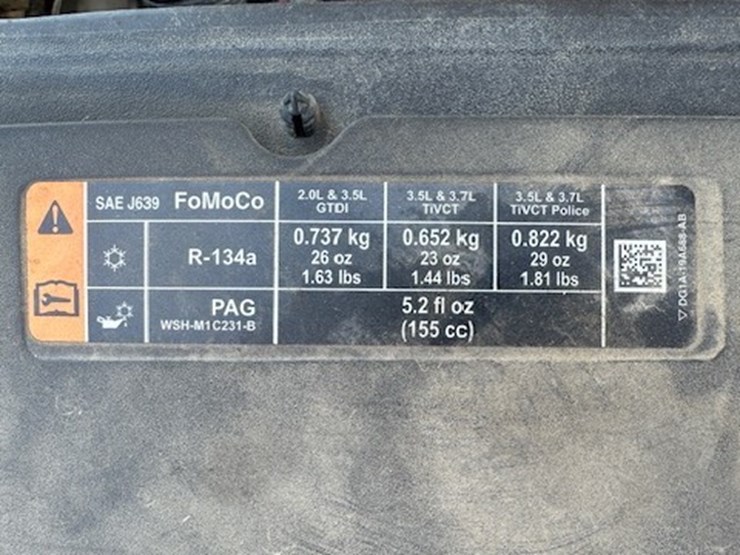 SAE J639 FoMoCo
2.0L & 3.5L
GTDI
3.5L & 3.7L
TiVCT
3.5L & 3.7L
TiVCT Police
R-134a
0.737 kg
26 oz
1.63 lbs
0.652 kg
23 oz
1.44 lbs
0.822 kg
29 oz
1.81 lbs
PAG
WSH-M1C231-B
5.2 fl oz
(155 cc)
DG1A-19A688-AB